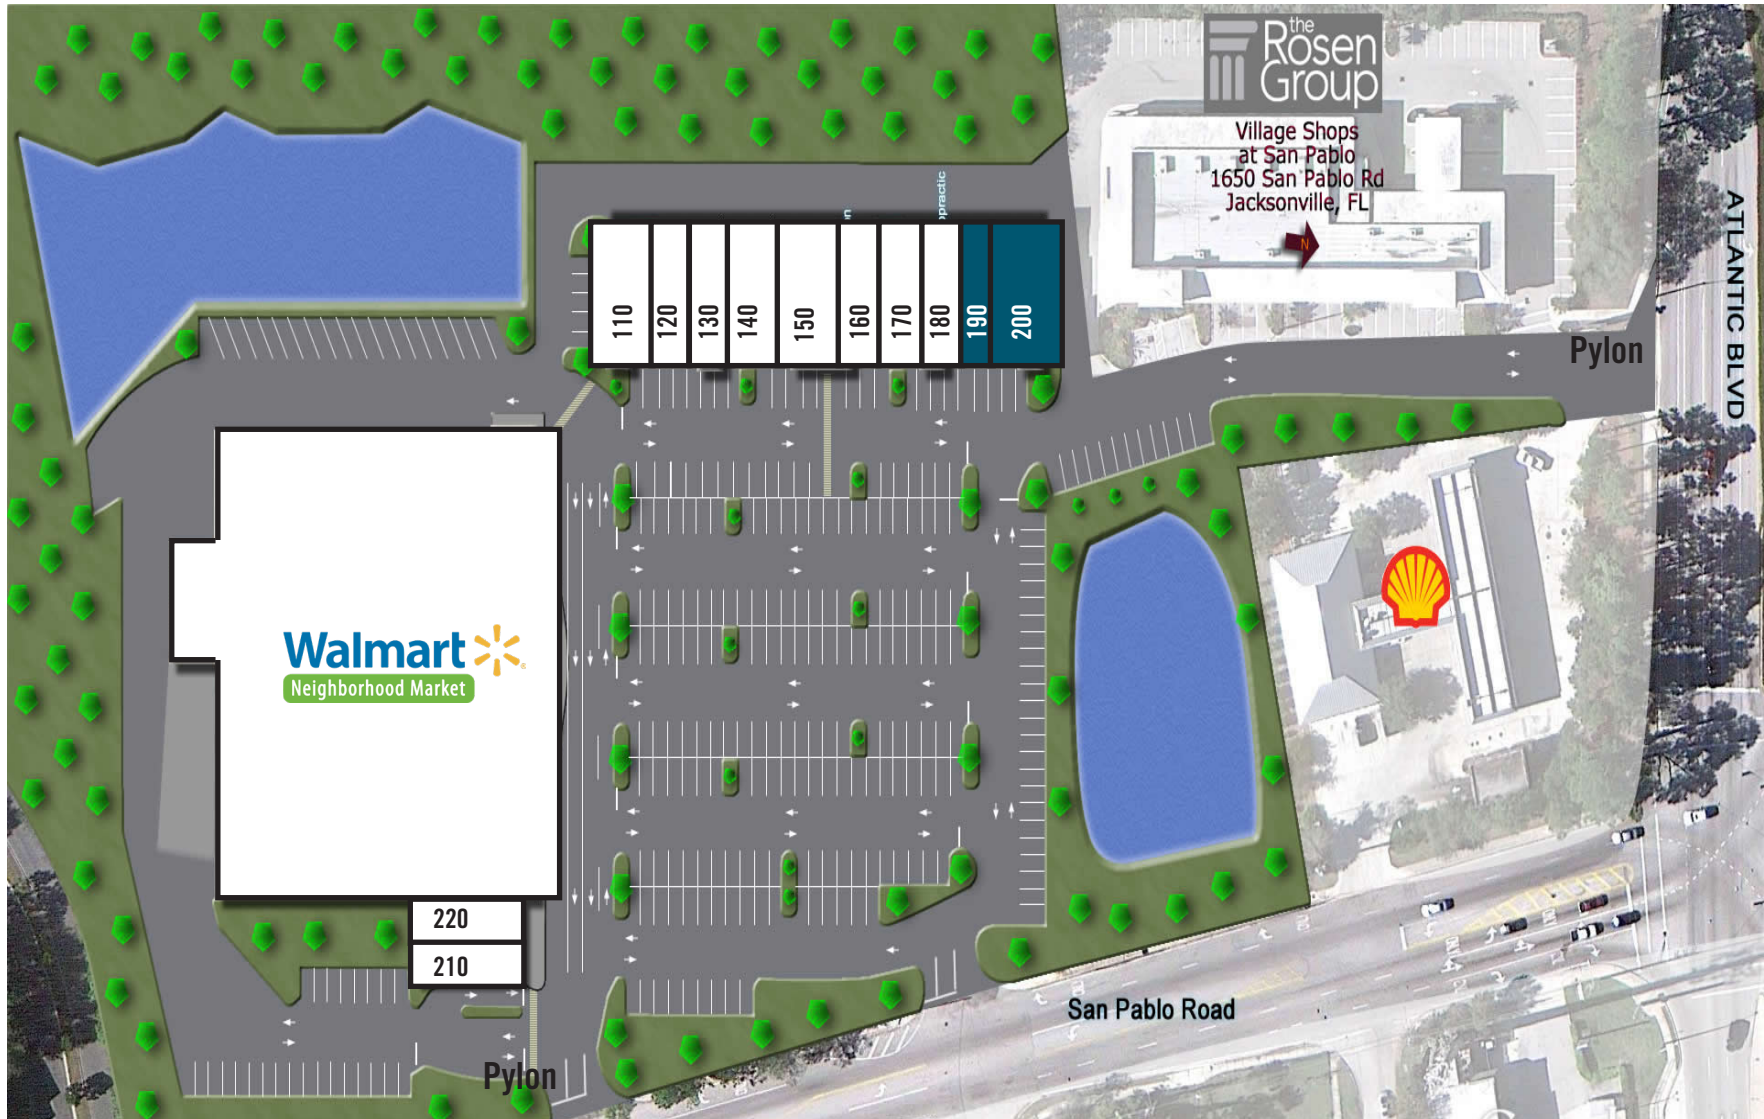 the
Rosen
Group
Village Shops
at San Pablo
1650 San Pablo Rd
Jacksonville, FL
N
ATLANTIC BLVD
Pylon
110
120
130
140
150
160
170
180
190
200
Walmart
Neighborhood Market
220
210
San Pablo Road
Pylon